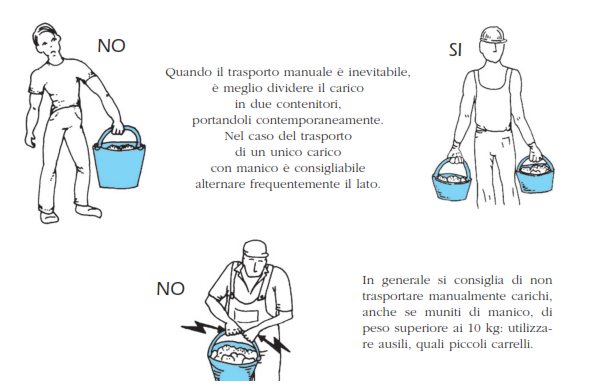 NO
Quando il trasporto manuale è inevitabile,
è meglio dividere il carico
in due contenitori,
portandoli contemporaneamente.
Nel caso del trasporto
di un unico carico
con manico è consigliabile
alternare frequentemente il lato.
SI
NO
In generale si consiglia di non
trasportare manualmente carichi,
anche se muniti di manico, di
peso superiore ai 10 kg: utilizza-
re ausili, quali piccoli carrelli.